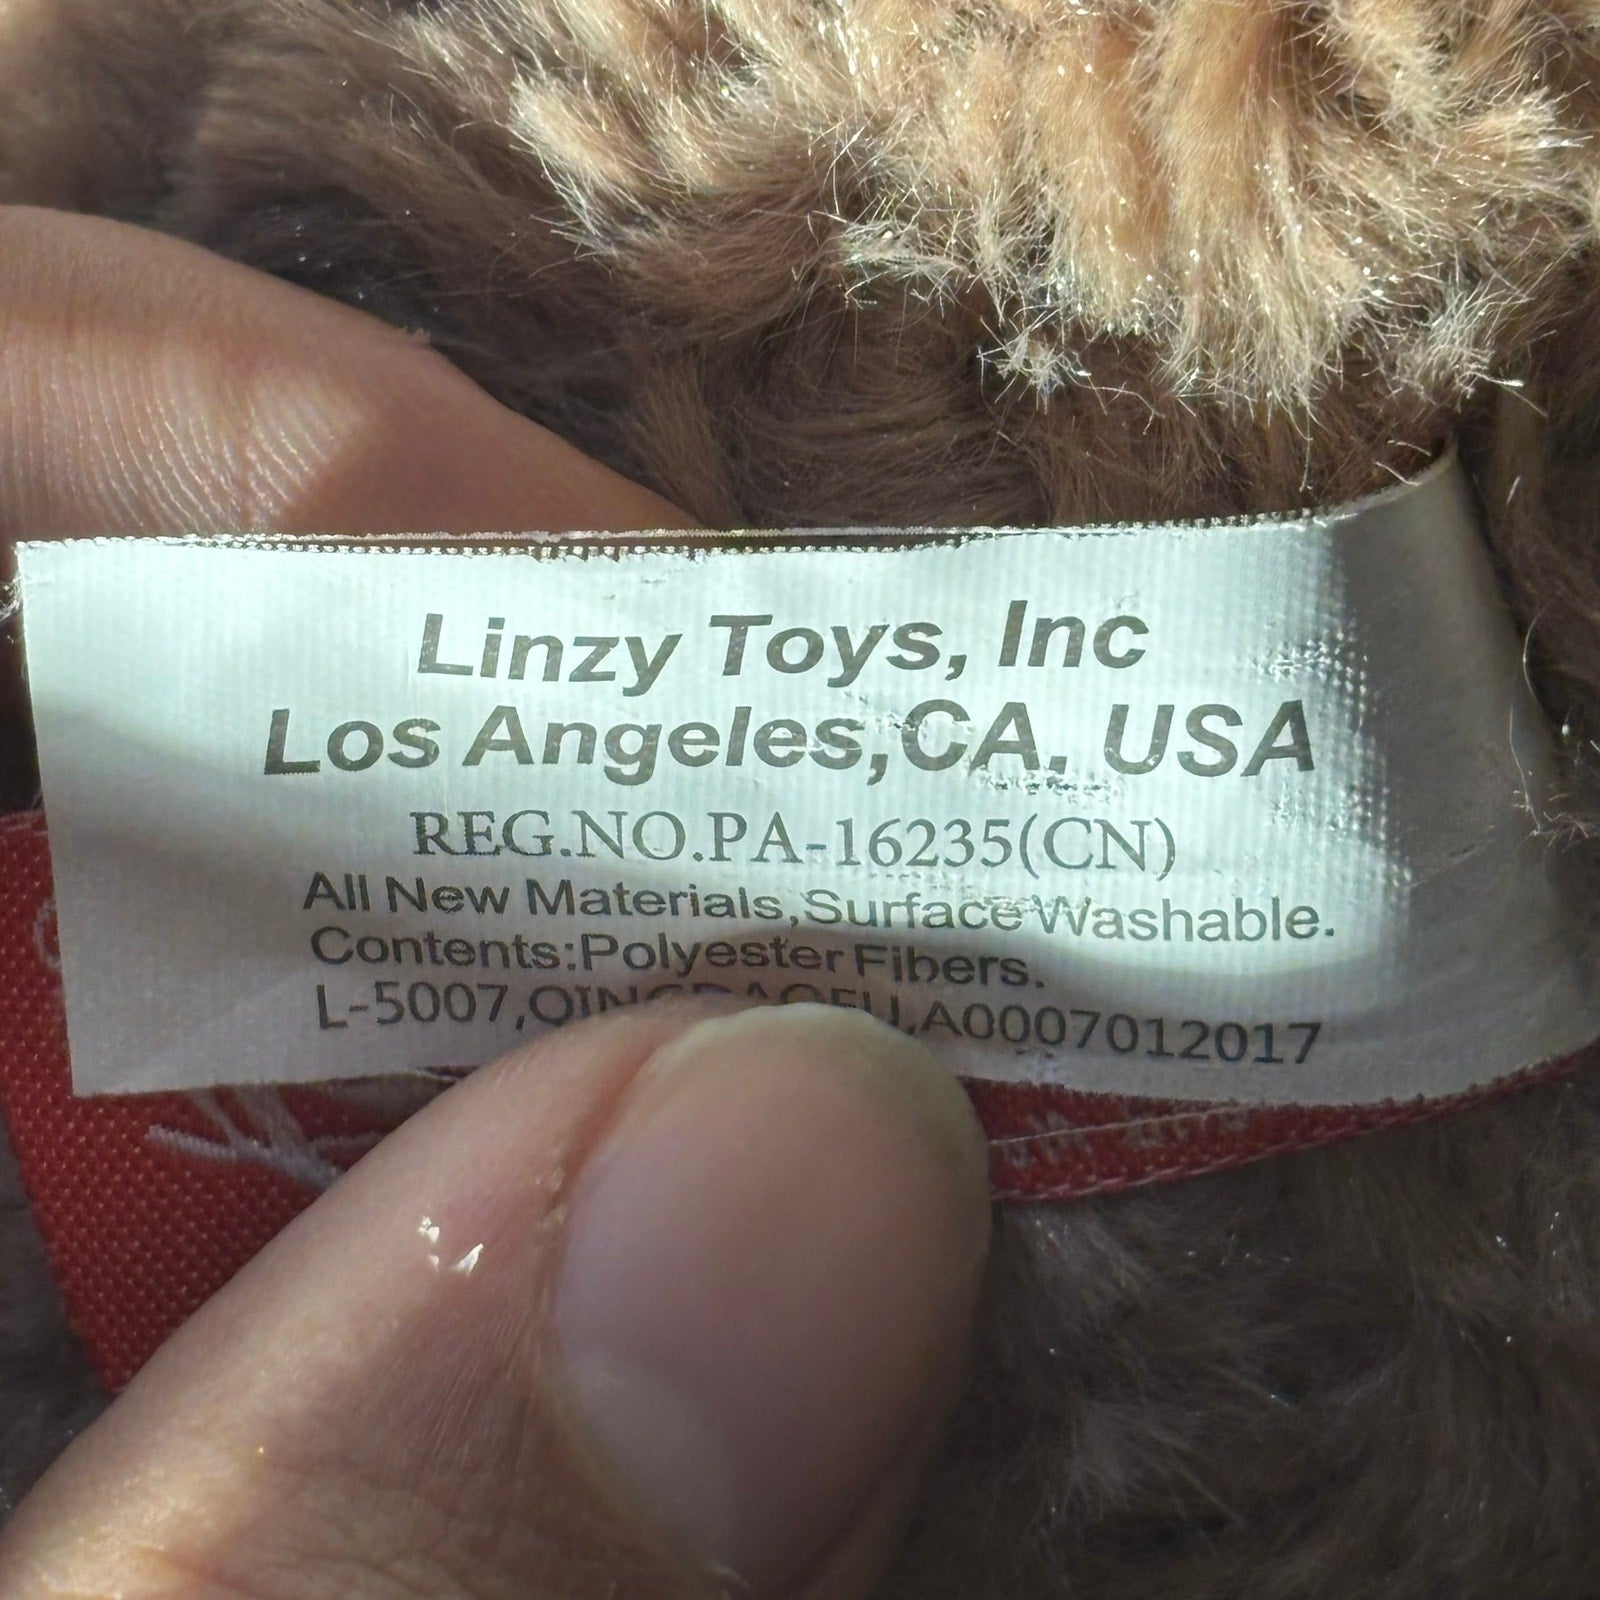 Linzy Toys, Inc
Los Angeles,CA. USA
REG.NO.PA-16235(CN)
All New Materials,Surface Washable.
Contents:Polyester Fibers.
L-5007, ,A0007012017